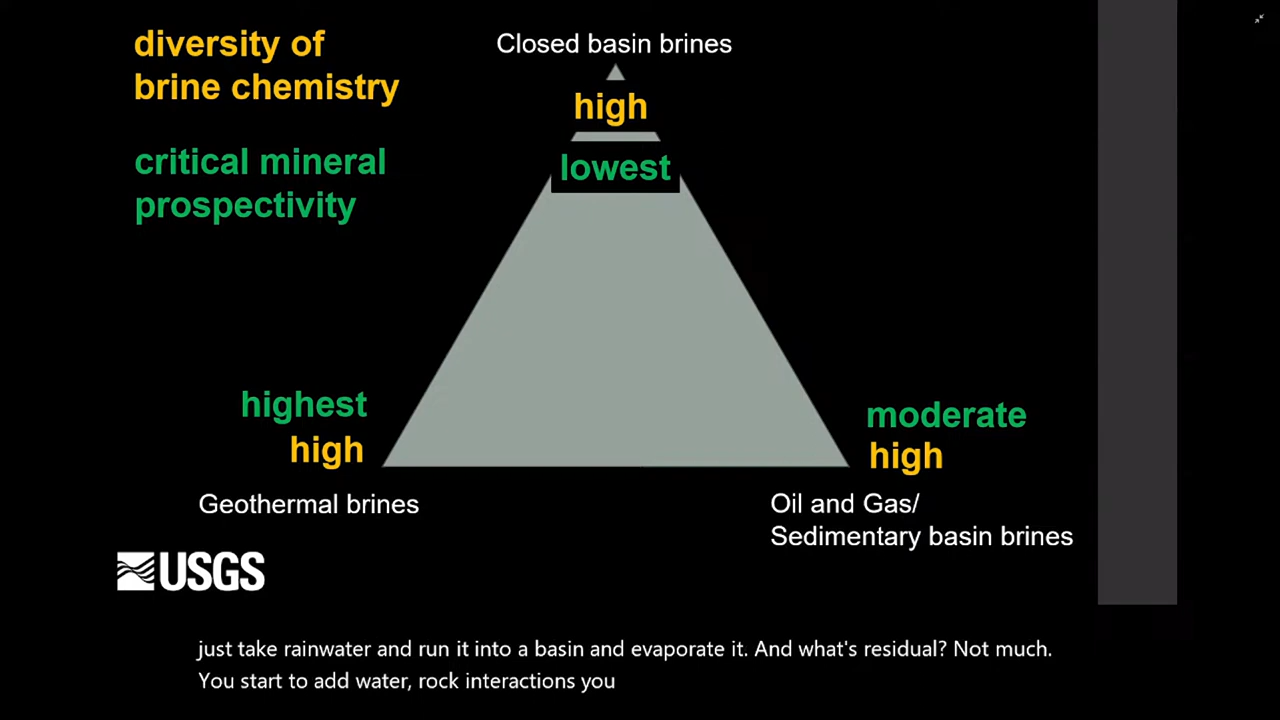 diversity of
brine chemistry
critical mineral
prospectivity
Closed basin brines
high
lowest
highest
high
Geothermal brines
moderate
high
Oil and Gas/
Sedimentary basin brines
USGS
just take rainwater and run it into a basin and evaporate it. And what's residual? Not much.
You start to add water, rock interactions you